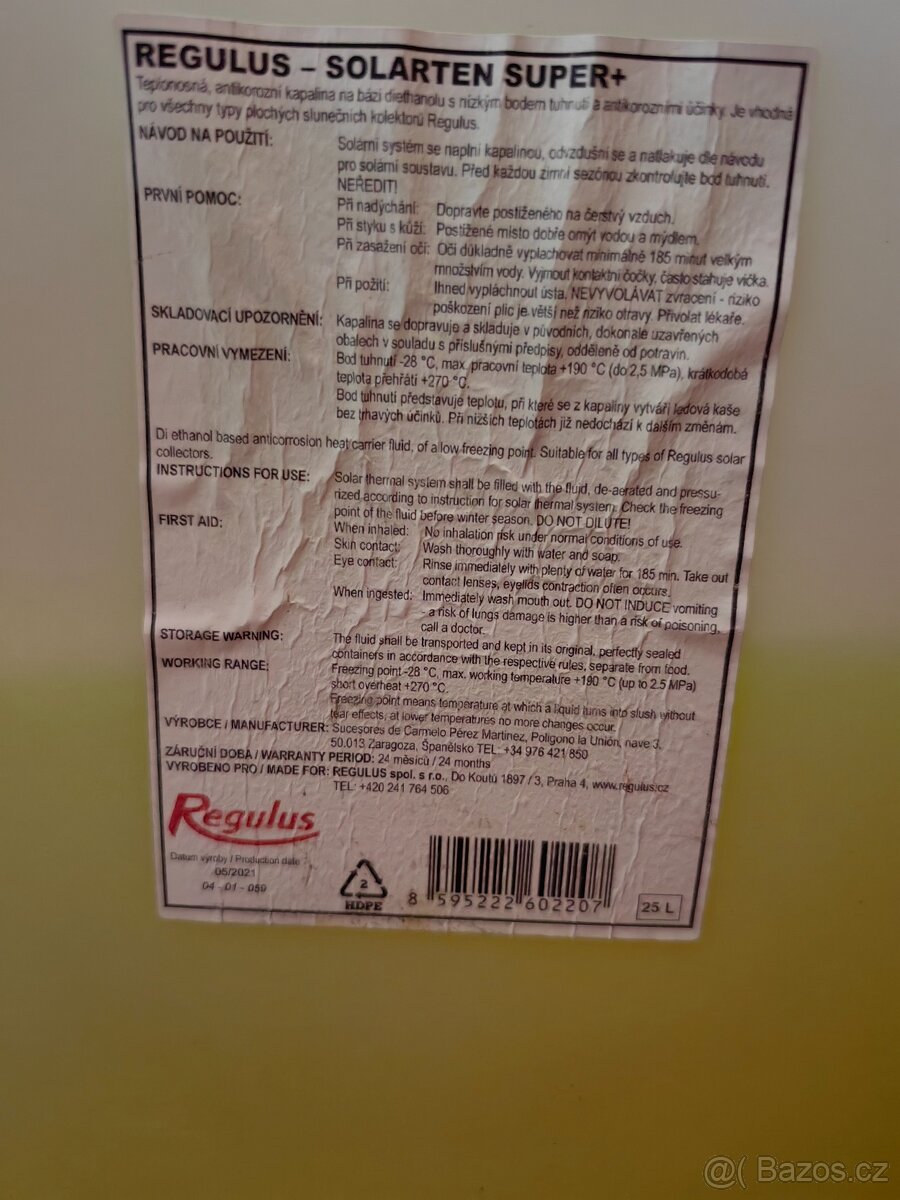 REGULUS – SOLARTEN SUPER+
Teplonosná, antikorozní kapalina na bázi diethanolu s nízkým bodem tuhnutí a antikorozními účinky. Je vhodná
pro všechny typy plochých slunečních kolektorů Regulus.
NÁVOD NA POUŽITÍ: Solární systém se naplní kapalinou, odvzdušní se a natlakuje dle návodu
pro solární soustavu. Před každou zimní sezónou zkontrolujte bod tuhnutí.
NEŘEDIT!
PRVNÍ POMOC: Při nadýchání: Dopravte postiženého na čerstvý vzduch.
Při styku s kůží: Postižené místo dobře omýt vodou a mýdlem.
Při zasažení očí: Oči důkladně vyplachovat minimálně 185 minut velkým
množstvím vody. Vyjmout kontaktní čočky, často stahuje víčka.
Při požití: Ihned vypláchnout ústa, NEVYVOLÁVAT zvracení - riziko
poškození plic je větší než riziko otravy. Přivolat lékaře.
SKLADOVACÍ UPOZORNĚNÍ: Kapalina se dopravuje a skladuje v původních, dokonale uzavřených
obalech v souladu s příslušnými předpisy, odděleně od potravin.
PRACOVNÍ VYMEZENÍ: Bod tuhnutí -28 °C, max. pracovní teplota +190 °C (do 2,5 MPa), krátkodobá
teplota přehřátí +270 °C.
Bod tuhnutí představuje teplotu, při které se z kapaliny vytváří ledová kaše
bez trhavých účinků. Při nižších teplotách již nedochází k dalším změnám.
Di ethanol based anticorrosion heat carrier fluid, of a low freezing point. Suitable for all types of Regulus solar
collectors.
INSTRUCTIONS FOR USE: Solar thermal system shall be filled with the fluid, de-aerated and pressu-
rized according to instruction for solar thermal system. Check the freezing
point of the fluid before winter season. DO NOT DILUTE!
FIRST AID: When inhaled: No inhalation risk under normal conditions of use.
Skin contact: Wash thoroughly with water and soap.
Eye contact: Rinse immediately with plenty of water for 185 min. Take out
contact lenses, eyelids contraction often occurs.
When ingested: Immediately wash mouth out. DO NOT INDUCE vomiting
- a risk of lungs damage is higher than a risk of poisoning,
call a doctor.
STORAGE WARNING: The fluid shall be transported and kept in its original, perfectly sealed
containers in accordance with the respective rules, separate from food.
WORKING RANGE: Freezing point -28 °C, max. working temperature +190 °C (up to 2.5 MPa)
short overheat +270 °C.
Freezing point means temperature at which a liquid turns into slush without
tear effects, at lower temperatures no more changes occur.
VÝROBCE / MANUFACTURER: Sucesores de Carmelo Pérez Martinez, Poligono la Unión, nave 3.
50.013 Zaragoza, Španělsko TEL: +34 976 421 850
ZÁRUČNÍ DOBA / WARRANTY PERIOD: 24 měsíců / 24 months
VYROBENO PRO / MADE FOR: REGULUS spol. s r.o., Do Koutů 1897 / 3, Praha 4, www.regulus.cz
TEL: +420 241 764 506
Regulus
Datum výroby / Production date :
05/2021
04 - 01 - 059
2
HDPE
8 595222 602207
25 L
@( Bazos.cz